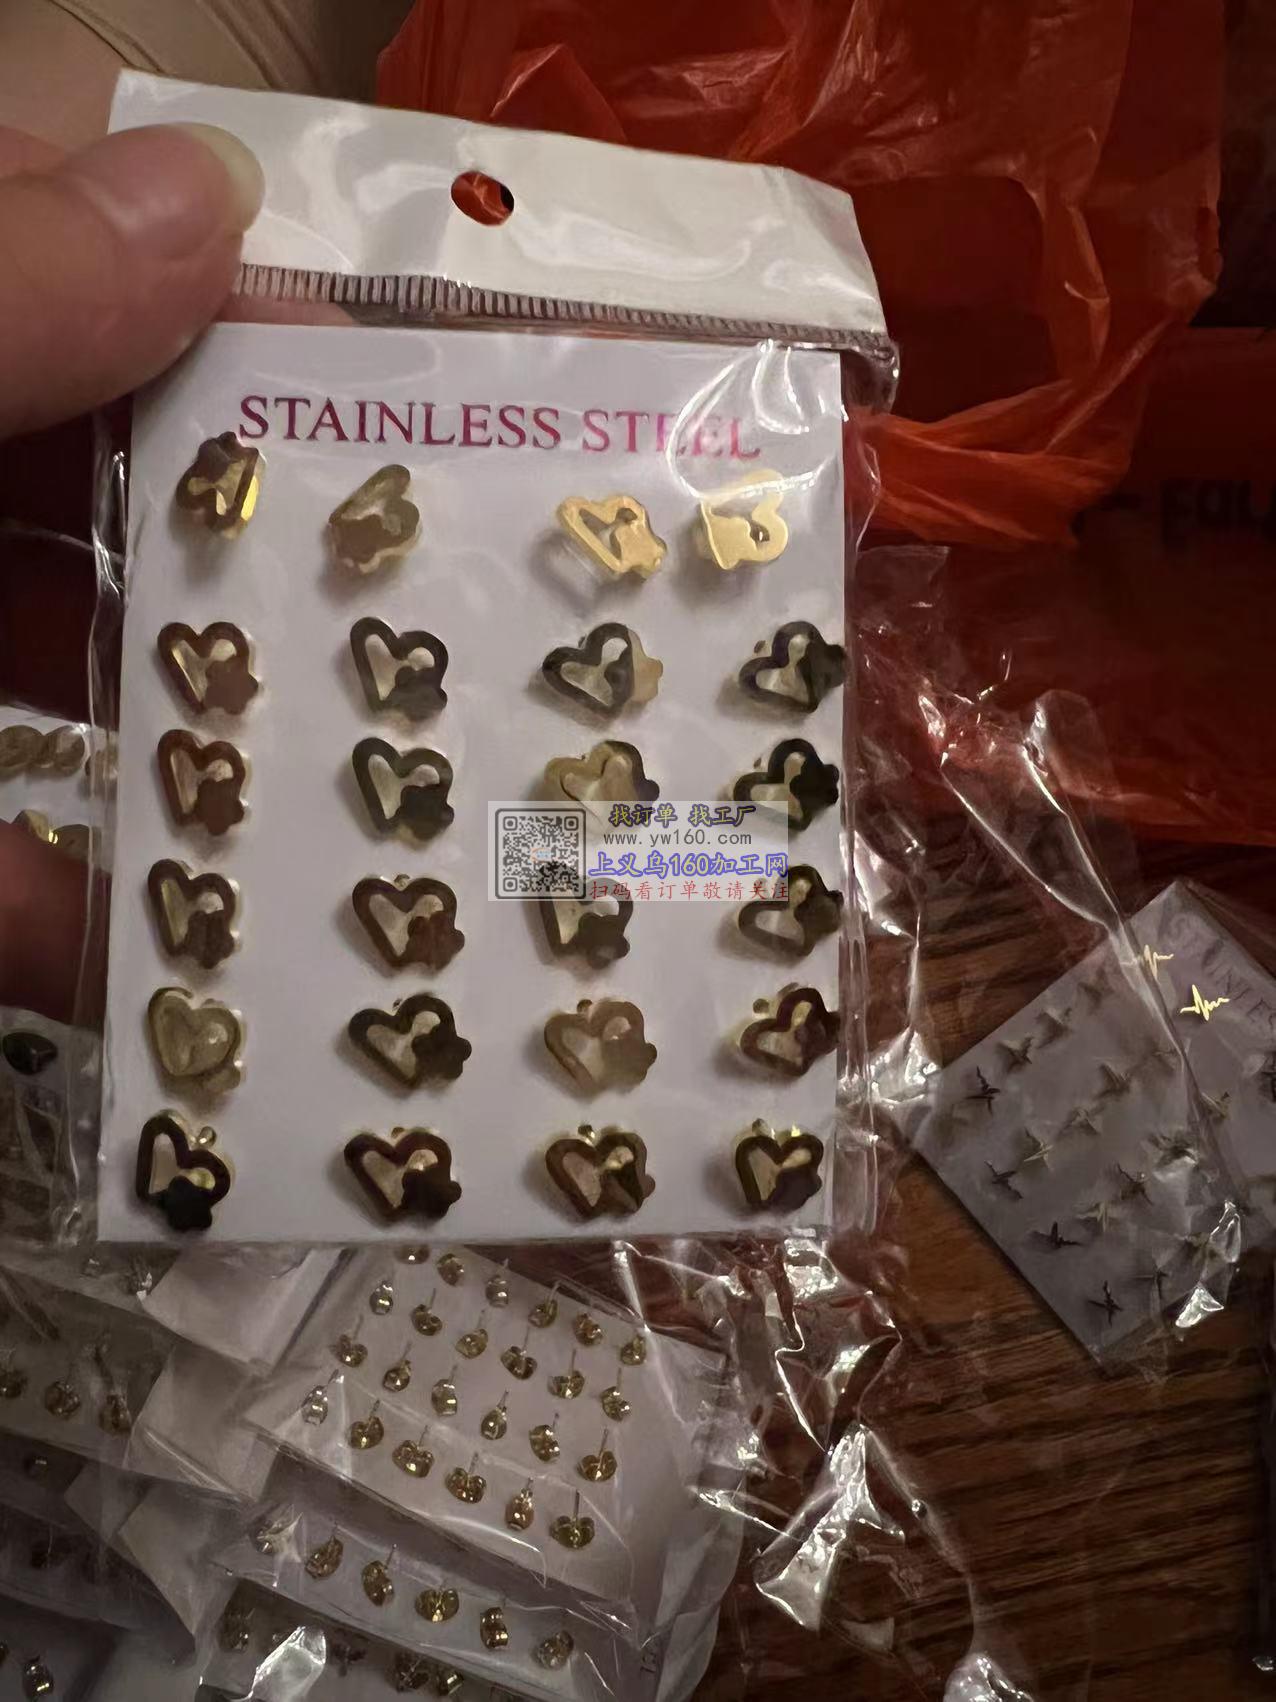 STAINLESS STEEL
找订单 找工厂
www.yw160.com
上义乌160加工网
扫码看订单敬请关注